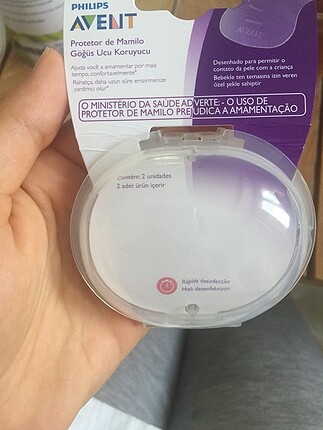 PHILIPS
AVENT
Protetor de Mamilo
Göğüs Ucu Koruyucu
Ajuda você a amamentar por mais
tempo, confortavelmente*
Rahatça, daha uzun süre emzirmenize
yardımcı olur*
Desenhado para permitir o
contato da pele com a criança
Bebekle ten temasına izin veren
özel şekle sahiptir
O MINISTÉRIO DA SAÚDE ADVERTE - O USO DE
PROTETOR DE MAMILO PREJUDICA A AMAMENTAÇÃO
Contém: 2 unidades
2 adet ürün içerir
Rápida desinfecção
Hızlı dezenfeksiyon